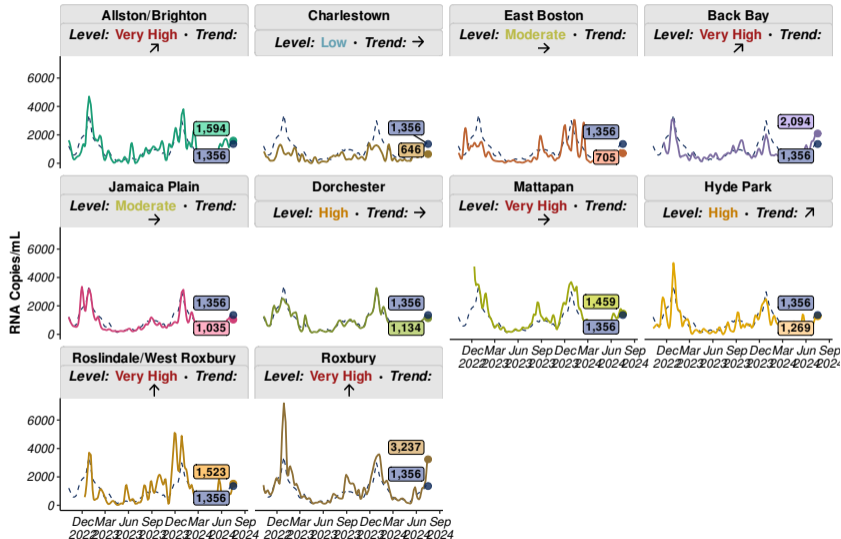 Allston/Brighton
Level: Very High · Trend:
↗
Charlestown
Level: Low · Trend: →
East Boston
Level: Moderate · Trend:
→
Back Bay
Level: Very High · Trend:
↗
6000
4000
2000
0
1,594
1,356
1,356
646
1,356
705
2,094
1,356
Jamaica Plain
Level: Moderate · Trend:
→
Dorchester
Level: High · Trend: →
Mattapan
Level: Very High · Trend:
→
Hyde Park
Level: High · Trend: ↗
RNA Copies/mL
6000
4000
2000
0
1,356
1,035
1,356
1,134
1,459
1,356
1,356
1,269
Dec Mar Jun Sep Dec Mar Jun Sep
2022 2023 2023 2023 2023 2024 2024 2024
Dec Mar Jun Sep Dec Mar Jun Sep
2022 2023 2023 2023 2023 2024 2024 2024
Roslindale/West Roxbury
Level: Very High · Trend:
↑
Roxbury
Level: Very High · Trend:
↑
6000
4000
2000
0
1,523
1,356
3,237
1,356
Dec Mar Jun Sep Dec Mar Jun Sep
2022 2023 2023 2023 2023 2024 2024 2024
Dec Mar Jun Sep Dec Mar Jun Sep
2022 2023 2023 2023 2023 2024 2024 2024